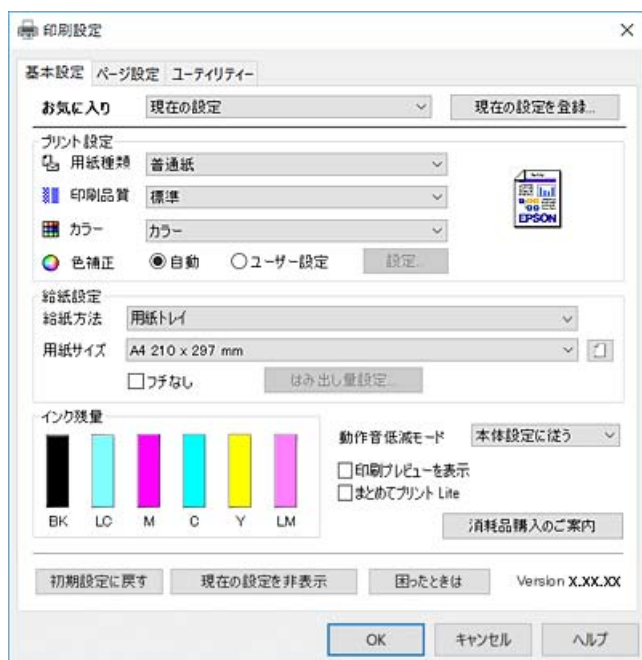 印刷設定
基本設定 ページ設定 ユーティリティー
お気に入り 現在の設定 現在の設定を登録...
プリント設定
用紙種類 普通紙
印刷品質 標準
EPSON
カラー カラー
色補正 自動 ユーザー設定 設定...
給紙設定
給紙方法 用紙トレイ
用紙サイズ A4 210 x 297 mm
フチなし はみ出し量設定...
インク残量
動作音低減モード 本体設定に従う
印刷プレビューを表示
まとめてプリント Lite
BK LC M C Y LM
消耗品購入のご案内
初期設定に戻す 現在の設定を非表示 困ったときは Version X.XX.XX
OK キャンセル ヘルプ